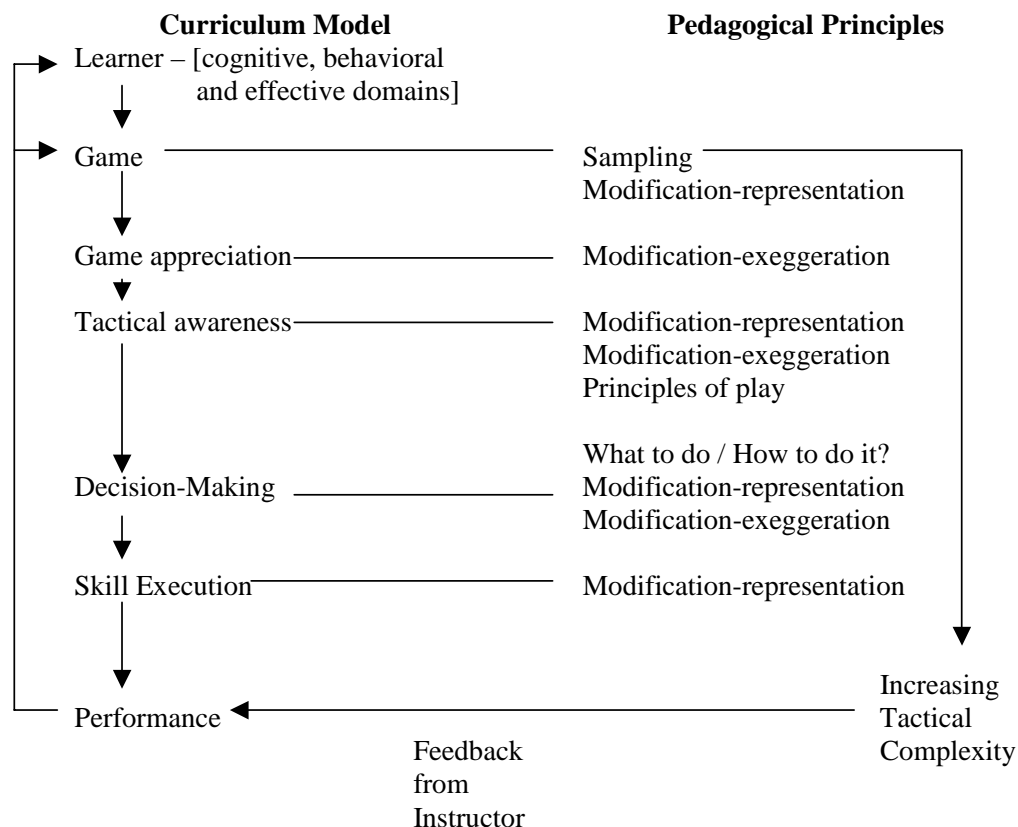 Curriculum Model
Pedagogical Principles
Learner – [cognitive, behavioral
and effective domains]
Game
Sampling
Modification-representation
Game appreciation
Modification-exeggeration
Tactical awareness
Modification-representation
Modification-exeggeration
Principles of play
What to do / How to do it?
Decision-Making
Modification-representation
Modification-exeggeration
Skill Execution
Modification-representation
Performance
Increasing
Tactical
Complexity
Feedback
from
Instructor